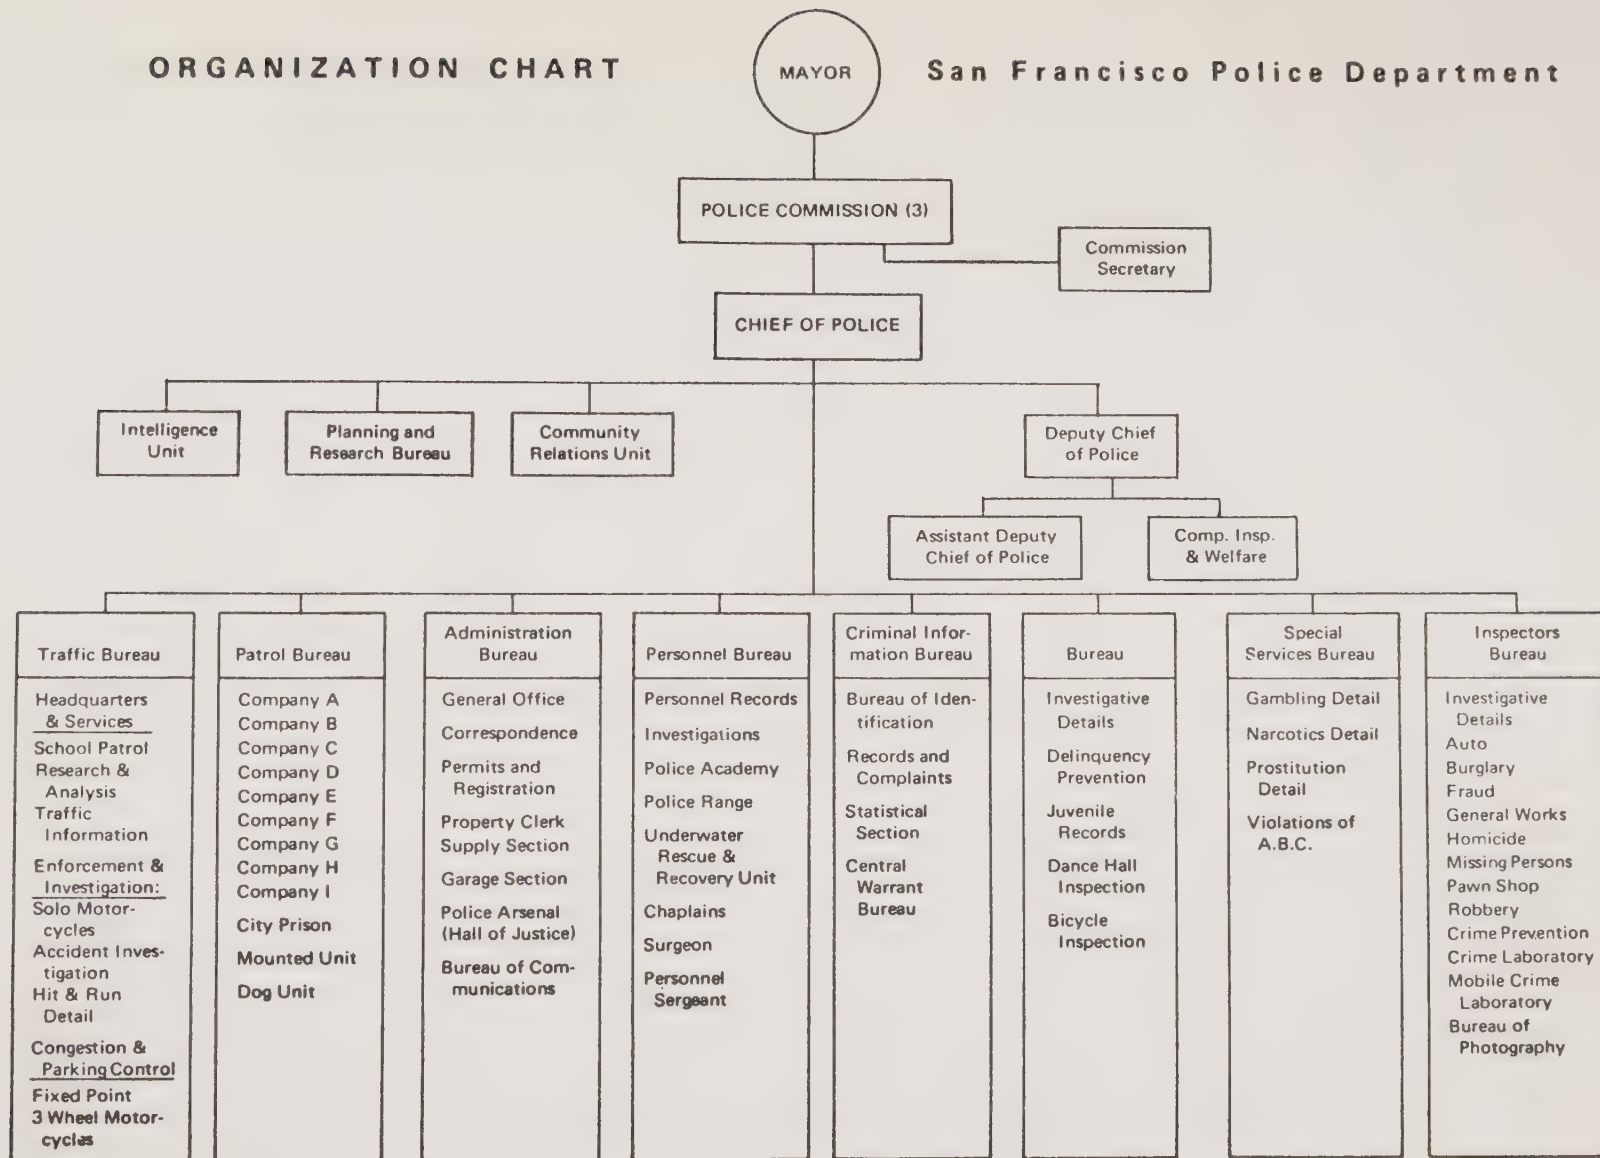 ORGANIZATION CHART
MAYOR
San Francisco Police Department
POLICE COMMISSION (3)
Commission
Secretary
CHIEF OF POLICE
Intelligence
Unit
Planning and
Research Bureau
Community
Relations Unit
Deputy Chief
of Police
Assistant Deputy
Chief of Police
Comp. Insp.
& Welfare
Traffic Bureau
Headquarters
& Services
School Patrol
Research &
Analysis
Traffic
Information
Enforcement &
Investigation:
Solo Motor-
cycles
Accident Inves-
tigation
Hit & Run
Detail
Congestion &
Parking Control
Fixed Point
3 Wheel Motor-
cycles
Patrol Bureau
Company A
Company B
Company C
Company D
Company E
Company F
Company G
Company H
Company I
City Prison
Mounted Unit
Dog Unit
Administration
Bureau
General Office
Correspondence
Permits and
Registration
Property Clerk
Supply Section
Garage Section
Police Arsenal
(Hall of Justice)
Bureau of Com-
munications
Personnel Bureau
Personnel Records
Investigations
Police Academy
Police Range
Underwater
Rescue &
Recovery Unit
Chaplains
Surgeon
Personnel
Sergeant
Criminal Infor-
mation Bureau
Bureau of Iden-
tification
Records and
Complaints
Statistical
Section
Central
Warrant
Bureau
Bureau
Investigative
Details
Delinquency
Prevention
Juvenile
Records
Dance Hall
Inspection
Bicycle
Inspection
Special
Services Bureau
Gambling Detail
Narcotics Detail
Prostitution
Detail
Violations of
A.B.C.
Inspectors
Bureau
Investigative
Details
Auto
Burglary
Fraud
General Works
Homicide
Missing Persons
Pawn Shop
Robbery
Crime Prevention
Crime Laboratory
Mobile Crime
Laboratory
Bureau of
Photography